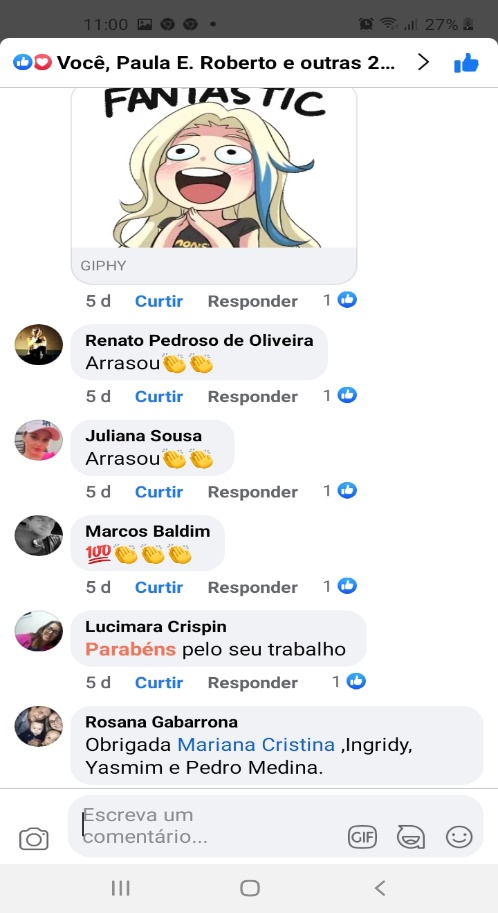 11:00 27%
Você, Paula E. Roberto e outras 2...
FANTASTIC
GIPHY
5 d Curtir Responder 1
Renato Pedroso de Oliveira
Arrasou👏👏
5 d Curtir Responder 1
Juliana Sousa
Arrasou👏👏
5 d Curtir Responder 1
Marcos Baldim
💯👏👏👏
5 d Curtir Responder 1
Lucimara Crispin
Parabéns pelo seu trabalho
5 d Curtir Responder 1
Rosana Gabarrona
Obrigada Mariana Cristina ,Ingridy,
Yasmim e Pedro Medina.
Escreva um
comentário...
GIF